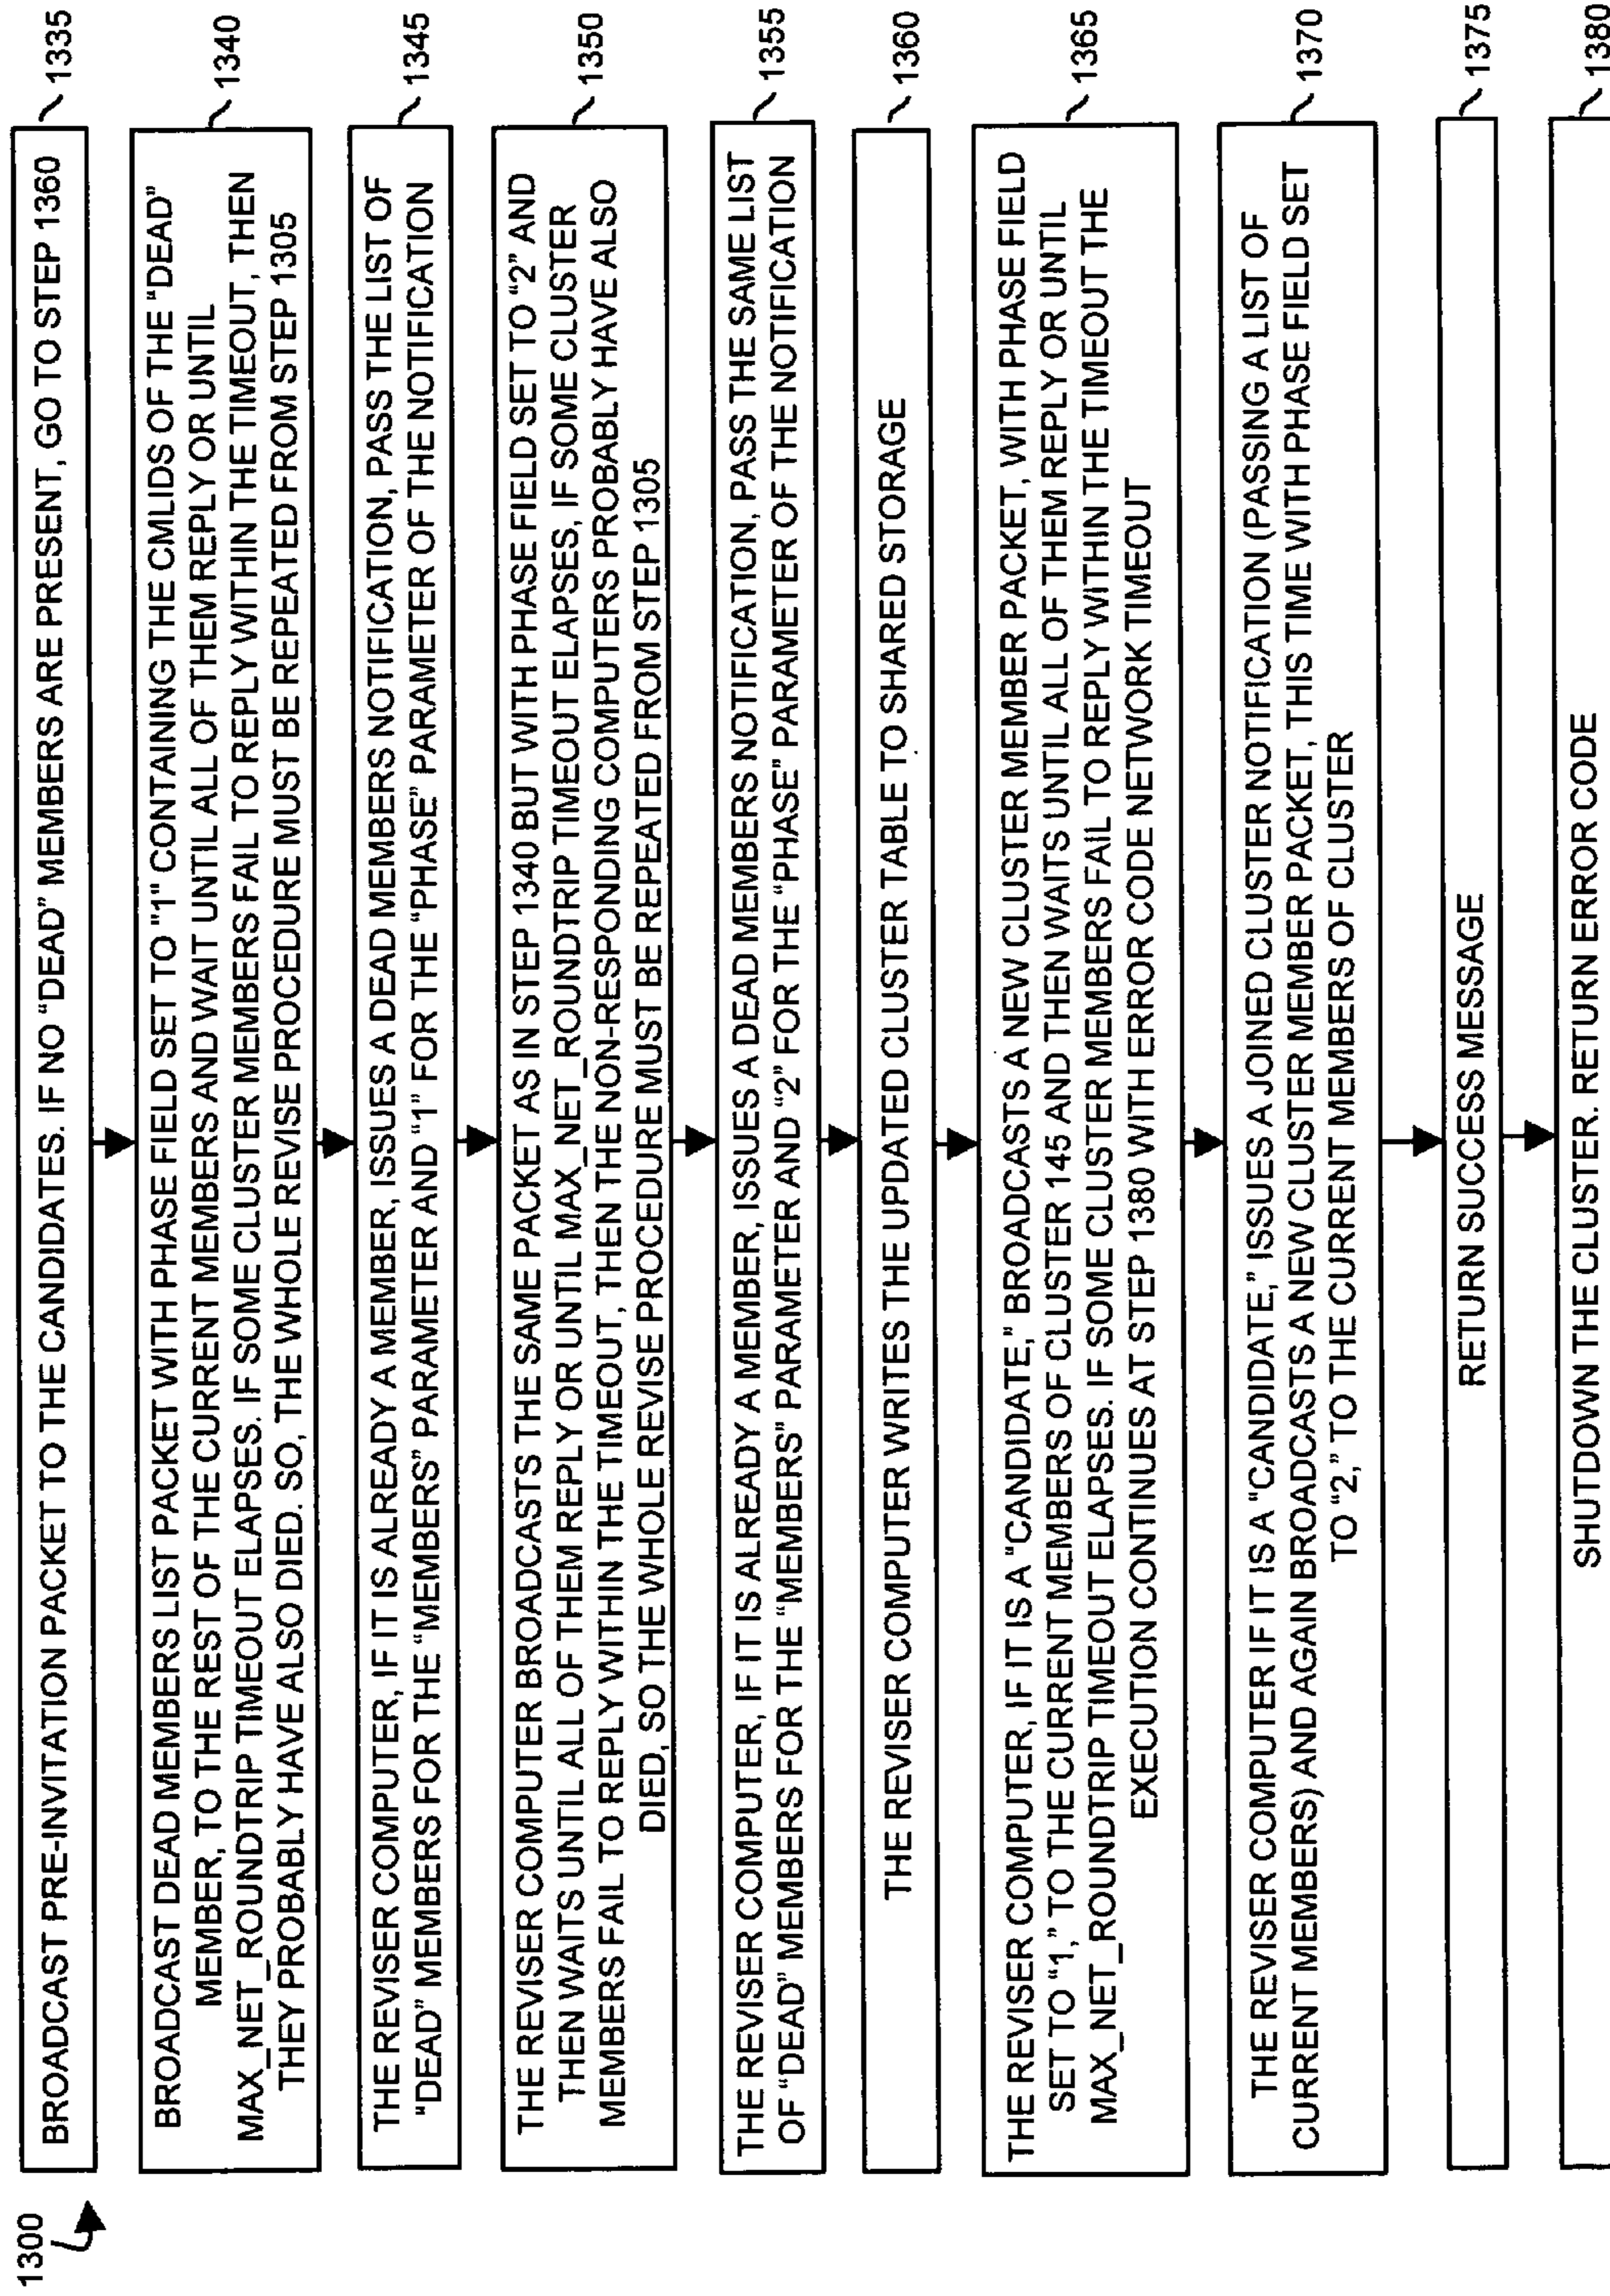 1300
BROADCAST PRE-INVITATION PACKET TO THE CANDIDATES. IF NO "DEAD" MEMBERS ARE PRESENT, GO TO STEP 1360
1335
BROADCAST DEAD MEMBERS LIST PACKET WITH PHASE FIELD SET TO "1" CONTAINING THE CMLIDS OF THE "DEAD"
MEMBER, TO THE REST OF THE CURRENT MEMBERS AND WAIT UNTIL ALL OF THEM REPLY OR UNTIL
MAX_NET_ROUNDTRIP TIMEOUT ELAPSES. IF SOME CLUSTER MEMBERS FAIL TO REPLY WITHIN THE TIMEOUT, THEN
THEY PROBABLY HAVE ALSO DIED. SO, THE WHOLE REVISE PROCEDURE MUST BE REPEATED FROM STEP 1305
1340
THE REVISER COMPUTER, IF IT IS ALREADY A MEMBER, ISSUES A DEAD MEMBERS NOTIFICATION, PASS THE LIST OF
"DEAD" MEMBERS FOR THE "MEMBERS" PARAMETER AND "1" FOR THE "PHASE" PARAMETER OF THE NOTIFICATION
1345
THE REVISER COMPUTER BROADCASTS THE SAME PACKET AS IN STEP 1340 BUT WITH PHASE FIELD SET TO "2" AND
THEN WAITS UNTIL ALL OF THEM REPLY OR UNTIL MAX_NET_ROUNDTRIP TIMEOUT ELAPSES, IF SOME CLUSTER
MEMBERS FAIL TO REPLY WITHIN THE TIMEOUT, THEN THE NON-RESPONDING COMPUTERS PROBABLY HAVE ALSO
DIED, SO THE WHOLE REVISE PROCEDURE MUST BE REPEATED FROM STEP 1305
1350
THE REVISER COMPUTER, IF IT IS ALREADY A MEMBER, ISSUES A DEAD MEMBERS NOTIFICATION, PASS THE SAME LIST
OF "DEAD" MEMBERS FOR THE "MEMBERS" PARAMETER AND "2" FOR THE "PHASE" PARAMETER OF THE NOTIFICATION
1355
THE REVISER COMPUTER WRITES THE UPDATED CLUSTER TABLE TO SHARED STORAGE
1360
THE REVISER COMPUTER, IF IT IS A "CANDIDATE," BROADCASTS A NEW CLUSTER MEMBER PACKET, WITH PHASE FIELD
SET TO "1," TO THE CURRENT MEMBERS OF CLUSTER 145 AND THEN WAITS UNTIL ALL OF THEM REPLY OR UNTIL
MAX_NET_ROUNDTRIP TIMEOUT ELAPSES. IF SOME CLUSTER MEMBERS FAIL TO REPLY WITHIN THE TIMEOUT THE
EXECUTION CONTINUES AT STEP 1380 WITH ERROR CODE NETWORK TIMEOUT
1365
THE REVISER COMPUTER IF IT IS A "CANDIDATE," ISSUES A JOINED CLUSTER NOTIFICATION (PASSING A LIST OF
CURRENT MEMBERS) AND AGAIN BROADCASTS A NEW CLUSTER MEMBER PACKET, THIS TIME WITH PHASE FIELD SET
TO "2," TO THE CURRENT MEMBERS OF CLUSTER
1370
RETURN SUCCESS MESSAGE
1375
SHUTDOWN THE CLUSTER. RETURN ERROR CODE
1380